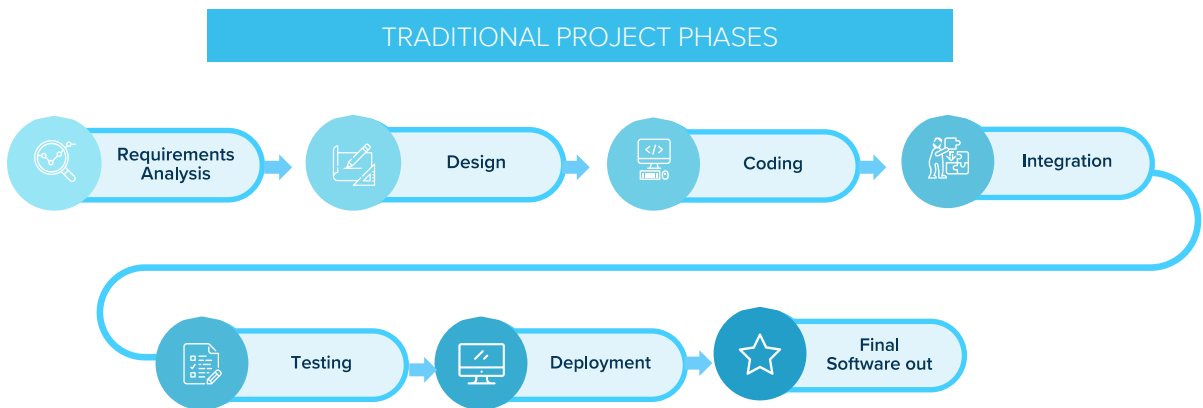 TRADITIONAL PROJECT PHASES
Requirements
Analysis
Design
</>
Coding
Integration
Testing
Deployment
Final
Software out